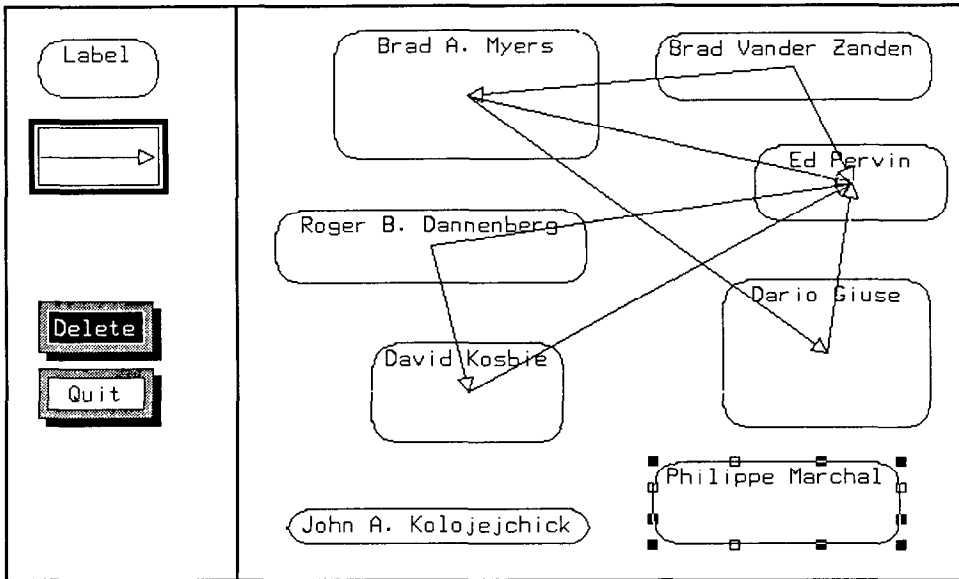 Label
Delete
Quit
Brad A. Myers
Brad Vander Zanden
Ed Pervin
Roger B. Dannenberg
Dario Giuse
David Kosbie
Philippe Marchal
John A. Kolojejchick